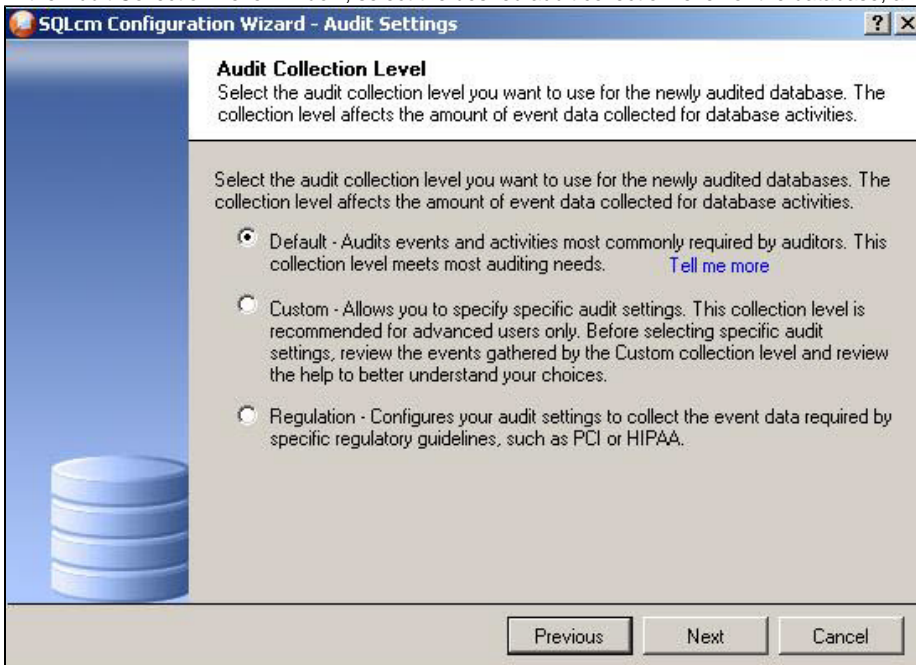 SQLcm Configuration Wizard - Audit Settings
Audit Collection Level
Select the audit collection level you want to use for the newly audited database. The
collection level affects the amount of event data collected for database activities.
Select the audit collection level you want to use for the newly audited databases. The
collection level affects the amount of event data collected for database activities.
Default - Audits events and activities most commonly required by auditors. This
collection level meets most auditing needs. Tell me more
Custom - Allows you to specify specific audit settings. This collection level is
recommended for advanced users only. Before selecting specific audit
settings, review the events gathered by the Custom collection level and review
the help to better understand your choices.
Regulation - Configures your audit settings to collect the event data required by
specific regulatory guidelines, such as PCI or HIPAA.
Previous Next Cancel